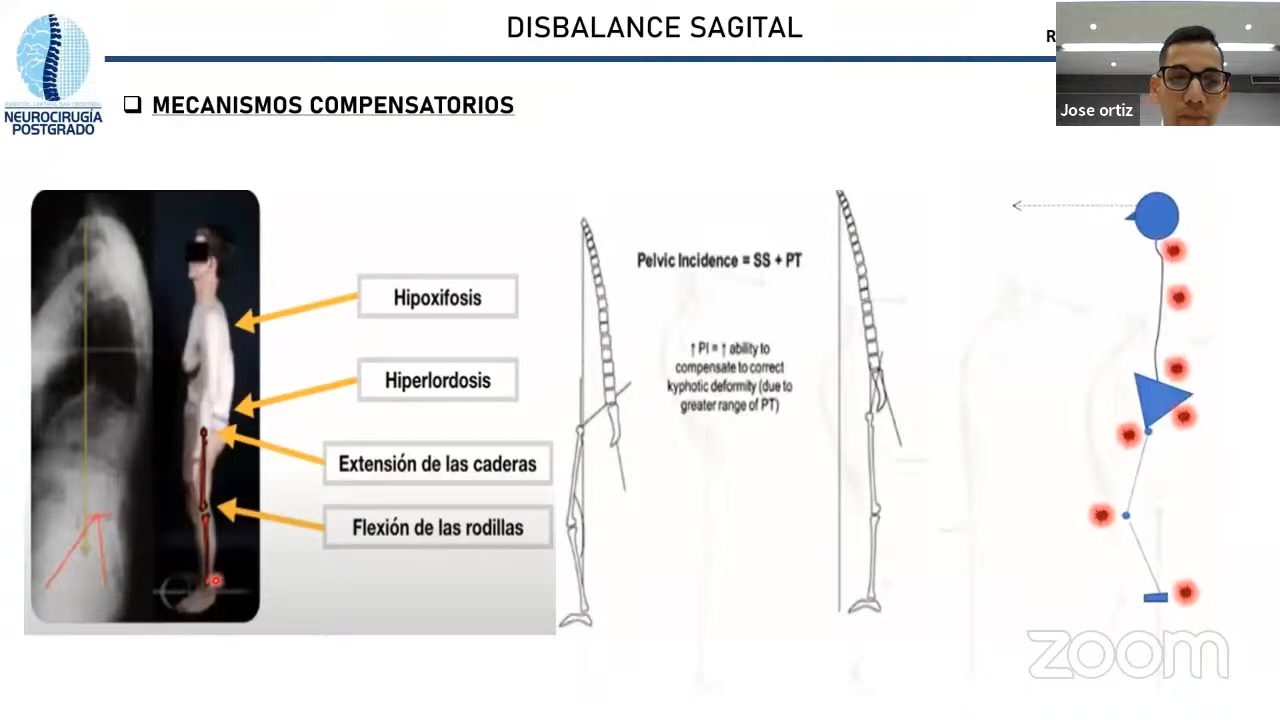 DISBALANCE SAGITAL
R
Jose ortiz
NEUROCIRUGÍA
POSTGRADO
❑ MECANISMOS COMPENSATORIOS
Hipoxifosis
Hiperlordosis
Extensión de las caderas
Flexión de las rodillas
Pelvic Incidence = SS + PT
↑ PI = ↑ ability to
compensate to correct
kyphotic deformity (due to
greater range of PT)
zoom